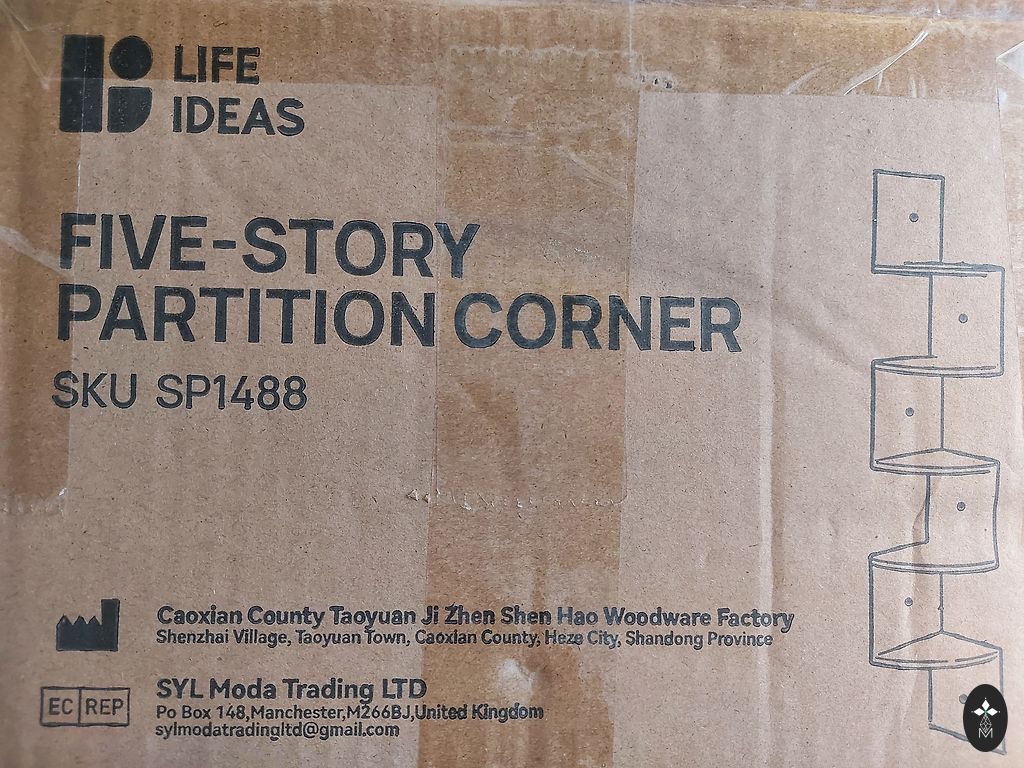 LIFE
IDEAS
FIVE-STORY
PARTITION CORNER
SKU SP1488
Caoxian County Taoyuan Ji Zhen Shen Hao Woodware Factory
Shenzhai Village, Taoyuan Town, Caoxian County, Heze City, Shandong Province
EC REP
SYL Moda Trading LTD
Po Box 148,Manchester,M266BJ,United Kingdom
sylmodatradingltd@gmail.com
M